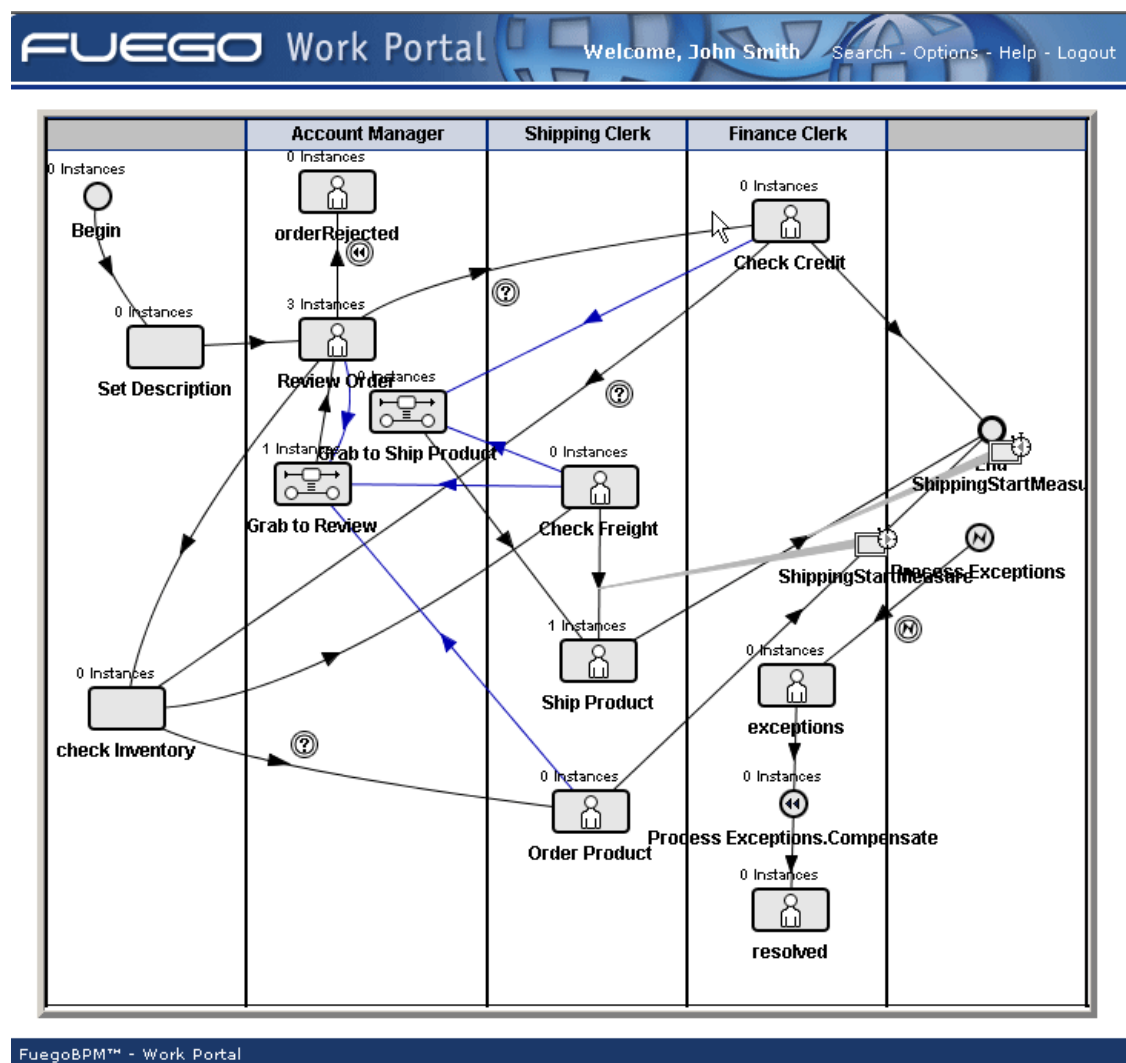 FUEGO Work Portal
Welcome, John Smith
Search - Options - Help - Logout
Account Manager
Shipping Clerk
Finance Clerk
0 Instances
Begin
0 Instances
orderRejected
0 Instances
Check Credit
0 Instances
Set Description
3 Instances
Review Order
0 Instances
Grab to Ship Product
1 Instances
Grab to Review
0 Instances
Check Freight
End
ShippingStartMeasu
ShippingStartMeasure
Process Exceptions
1 Instances
Ship Product
0 Instances
check Inventory
0 Instances
exceptions
0 Instances
Order Product
0 Instances
Process Exceptions.Compensate
0 Instances
resolved
FuegoBPM™ - Work Portal